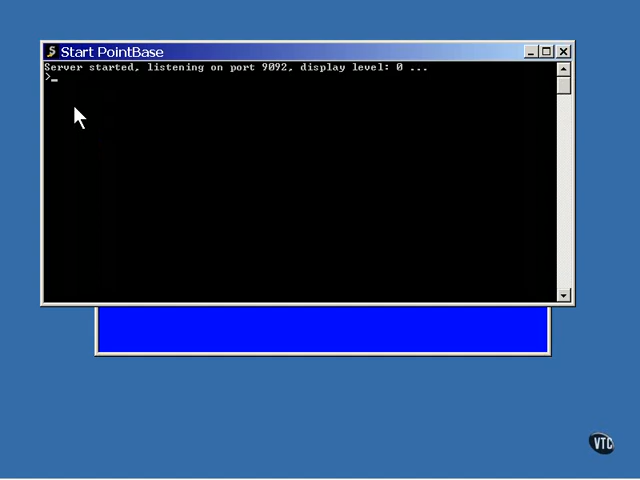 Start PointBase
Server started, listening on port 9092, display level: 0 ...
>_
VTC